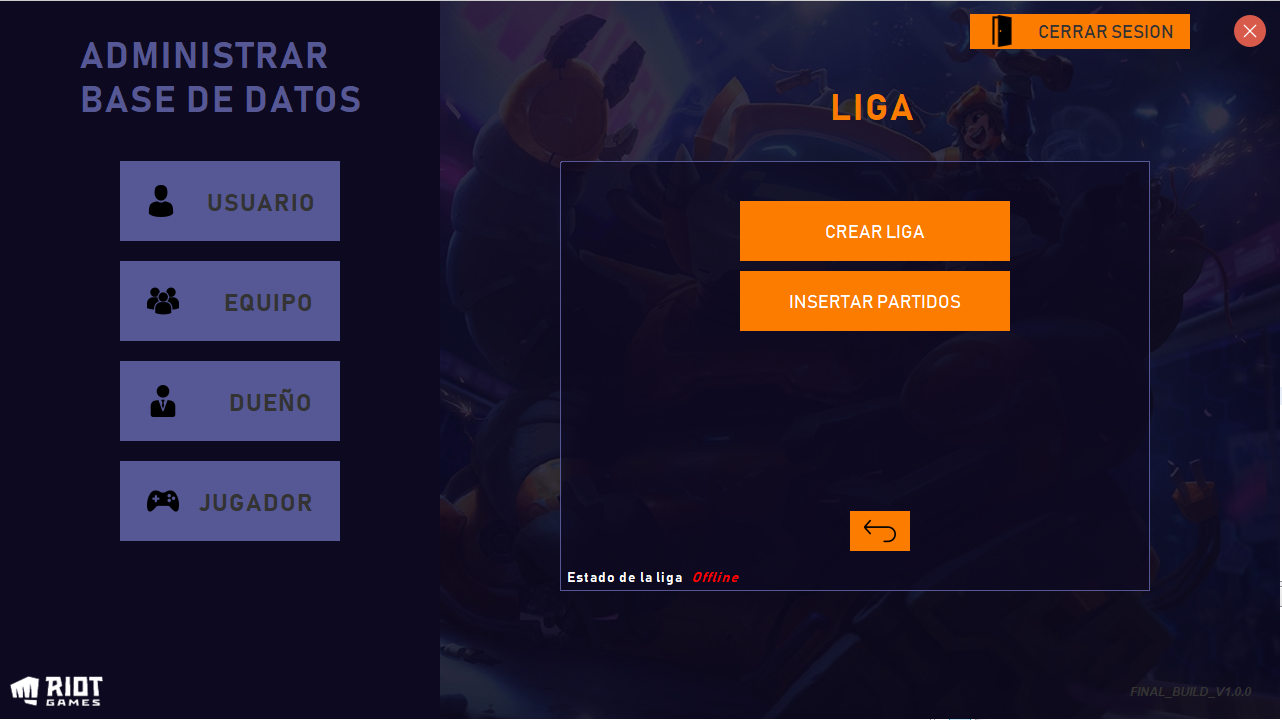 ADMINISTRAR
BASE DE DATOS
USUARIO
EQUIPO
DUEÑO
JUGADOR
RIOT
GAMES
CERRAR SESION
LIGA
CREAR LIGA
INSERTAR PARTIDOS
Estado de la liga Offline
FINAL_BUILD_V1.0.0